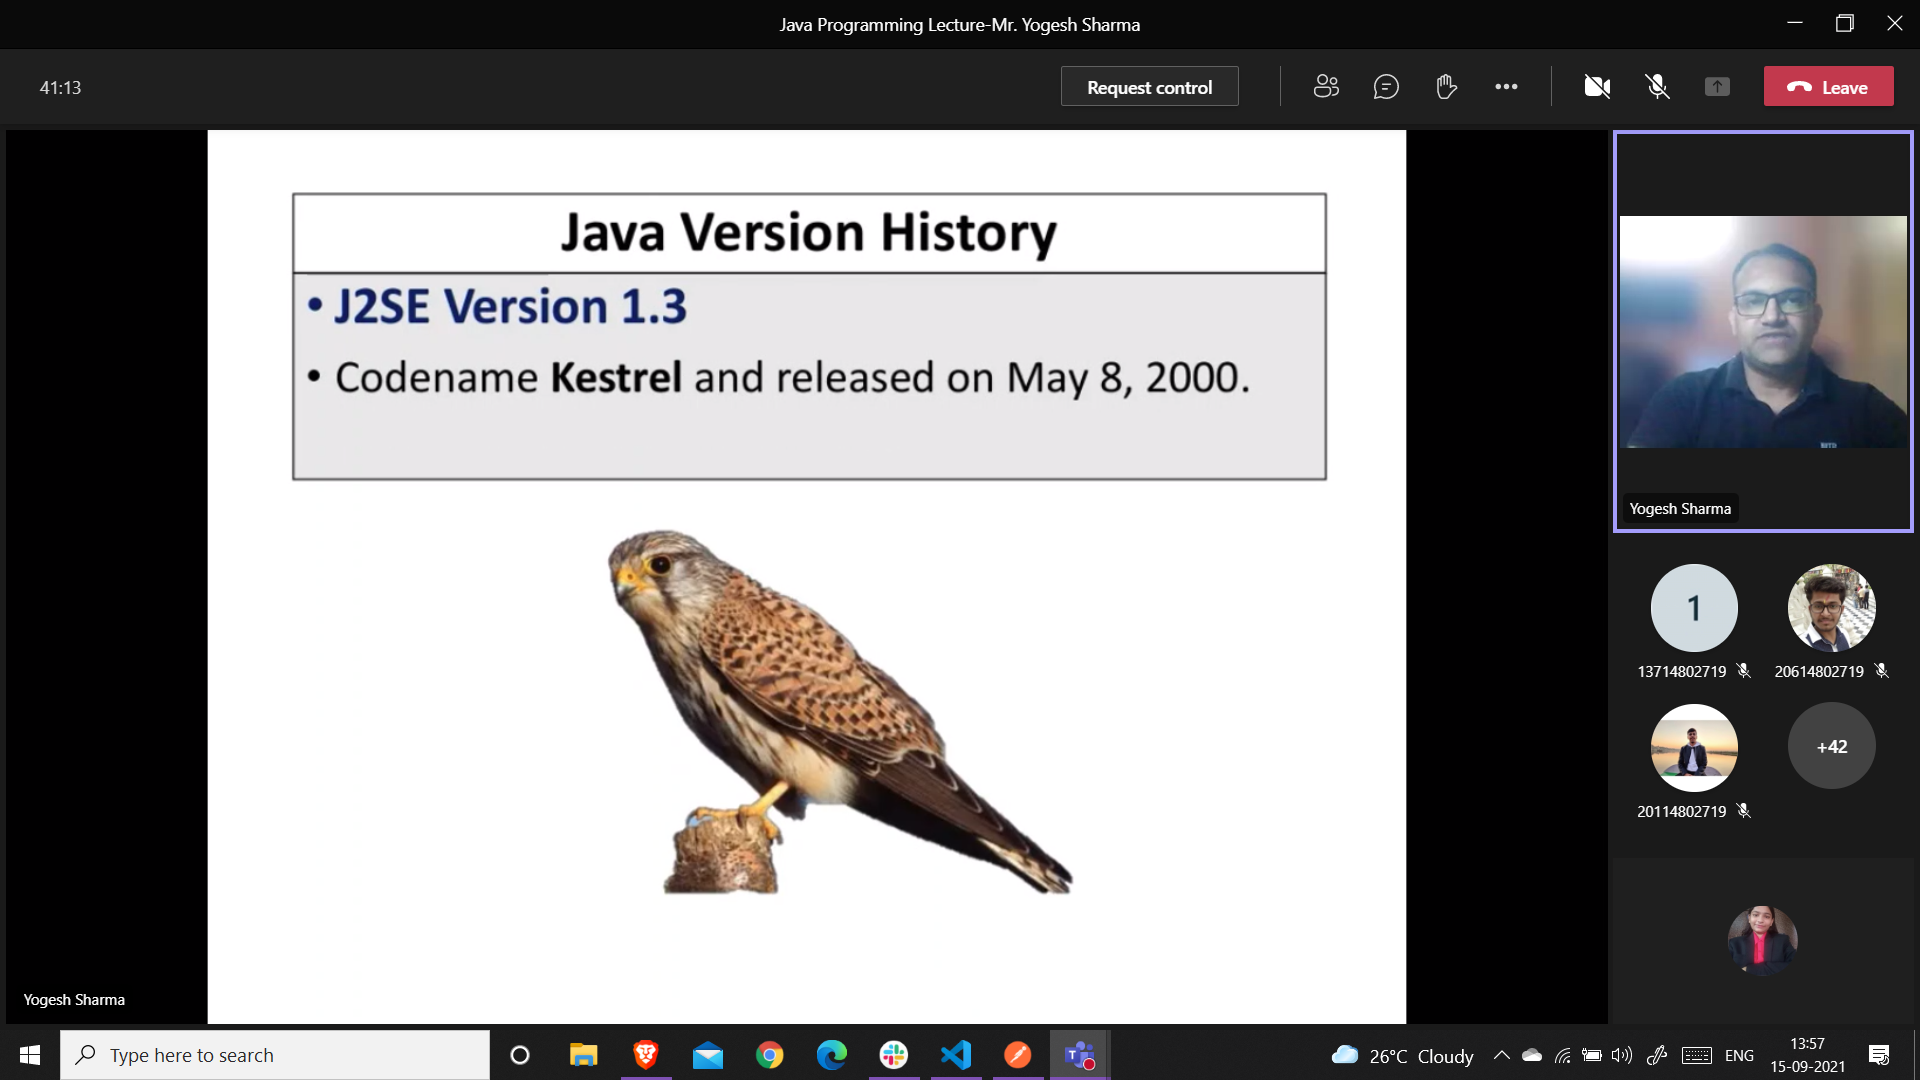 Java Programming Lecture-Mr. Yogesh Sharma
41:13
Request control
Leave
Java Version History
• J2SE Version 1.3
• Codename Kestrel and released on May 8, 2000.
Yogesh Sharma
Yogesh Sharma
1
13714802719
20614802719
20114802719
+42
Type here to search
26°C Cloudy
ENG
13:57
15-09-2021